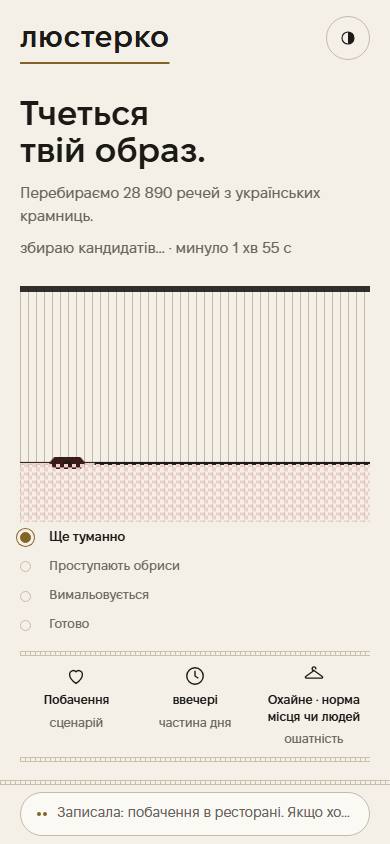 люстерко
Тчеться
твій образ.
Перебираємо 28 890 речей з українських
крамниць.
збираю кандидатів... · минуло 1 хв 55 с
Ще туманно
Проступають обриси
Вимальовується
Готово
Побачення
сценарій
ввечері
частина дня
Охайне · норма
місця чи людей
ошатність
Записала: побачення в ресторані. Якщо хо...